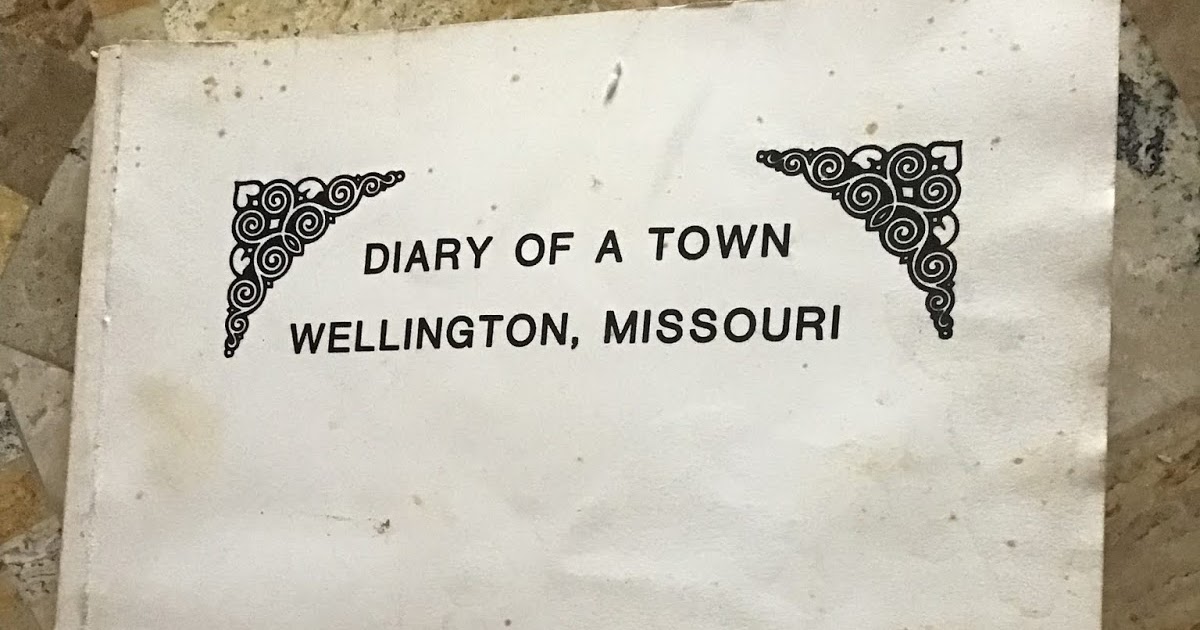 DIARY OF A TOWN
WELLINGTON, MISSOURI